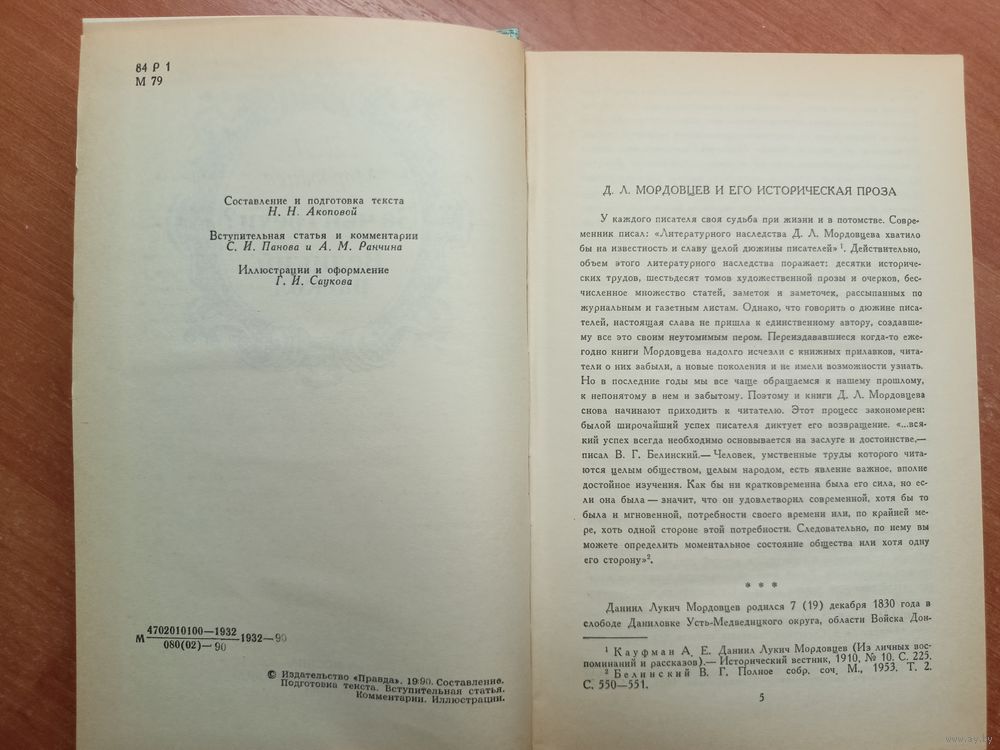 84 Р 1
М 79
Составление и подготовка текста
Н. Н. Акоповой
Вступительная статья и комментарии
С. И. Панова и А. М. Ранчина
Иллюстрации и оформление
Г. И. Саукова
М 4702010100—1932 1932—90
080(02)—90
© Издательство «Правда», 1990. Составление.
Подготовка текста. Вступительная статья.
Комментарии. Иллюстрации.
Д. Л. МОРДОВЦЕВ И ЕГО ИСТОРИЧЕСКАЯ ПРОЗА
У каждого писателя своя судьба при жизни и в потомстве. Совре-
менник писал: «Литературного наследства Д. Л. Мордовцева хватило
бы на известность и славу целой дюжины писателей» ¹. Действительно,
объем этого литературного наследства поражает: десятки историчес-
ких трудов, шестьдесят томов художественной прозы и очерков, бес-
численное множество статей, заметок и заметочек, рассыпанных по
журнальным и газетным листам. Однако, что говорить о дюжине писа-
телей, настоящая слава не пришла к единственному автору, создавше-
му все это своим неутомимым пером. Переиздававшиеся когда-то еже-
годно книги Мордовцева надолго исчезли с книжных прилавков, чита-
тели о них забыли, а новые поколения и не имели возможности узнать.
Но в последние годы мы все чаще обращаемся к нашему прошлому,
к непонятому в нем и забытому. Поэтому и книги Д. Л. Мордовцева
снова начинают приходить к читателю. Этот процесс закономерен:
былой широчайший успех писателя диктует его возвращение. «...вся-
кий успех всегда необходимо основывается на заслуге и достоинстве,—
писал В. Г. Белинский.— Человек, умственные труды которого чита-
ются целым обществом, целым народом, есть явление важное, вполне
достойное изучения. Как бы ни кратковременна была его сила, но ес-
ли она была — значит, что он удовлетворил современной, хотя бы то
была и мгновенной, потребности своего времени или, по крайней ме-
ре, хоть одной стороне этой потребности. Следовательно, по нему вы
можете определить моментальное состояние общества или хотя одну
его сторону»².
* * *
Даниил Лукич Мордовцев родился 7 (19) декабря 1830 года в
слободе Даниловке Усть-Медведицкого округа, области Войска Дон-
¹ Кауфман А. Е. Даниил Лукич Мордовцев (Из личных вос-
поминаний и рассказов).— Исторический вестник, 1910, № 10. С. 225.
² Белинский В. Г. Полное собр. соч. М., 1953. Т. 2.
С. 550—551.
5
www.ay.by